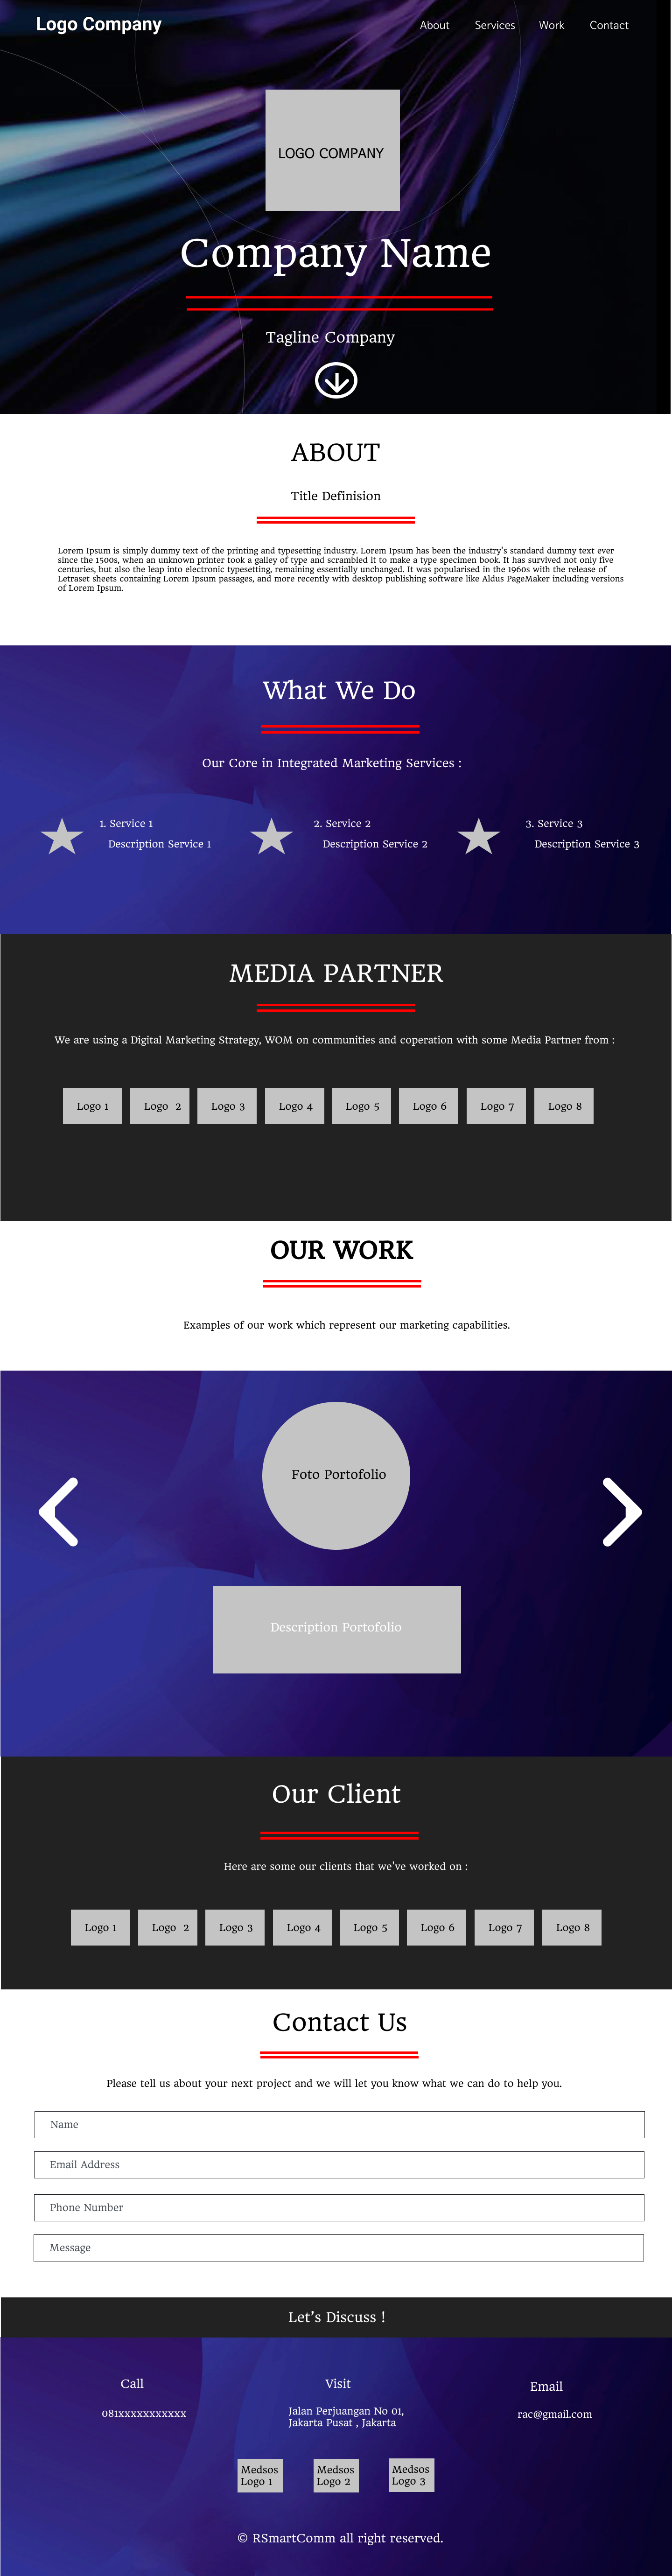 Logo Company
About Services Work Contact
LOGO COMPANY
Company Name
Tagline Company
ABOUT
Title Definision
Lorem Ipsum is simply dummy text of the printing and typesetting industry. Lorem Ipsum has been the industry's standard dummy text ever
since the 1500s, when an unknown printer took a galley of type and scrambled it to make a type specimen book. It has survived not only five
centuries, but also the leap into electronic typesetting, remaining essentially unchanged. It was popularised in the 1960s with the release of
Letraset sheets containing Lorem Ipsum passages, and more recently with desktop publishing software like Aldus PageMaker including versions
of Lorem Ipsum.
What We Do
Our Core in Integrated Marketing Services :
1. Service 1
Description Service 1
2. Service 2
Description Service 2
3. Service 3
Description Service 3
MEDIA PARTNER
We are using a Digital Marketing Strategy, WOM on communities and coperation with some Media Partner from :
Logo 1 Logo 2 Logo 3 Logo 4 Logo 5 Logo 6 Logo 7 Logo 8
OUR WORK
Examples of our work which represent our marketing capabilities.
Foto Portofolio
Description Portofolio
Our Client
Here are some our clients that we've worked on :
Logo 1 Logo 2 Logo 3 Logo 4 Logo 5 Logo 6 Logo 7 Logo 8
Contact Us
Please tell us about your next project and we will let you know what we can do to help you.
Name
Email Address
Phone Number
Message
Let's Discuss !
Call
081xxxxxxxxxxx
Visit
Jalan Perjuangan No 01,
Jakarta Pusat , Jakarta
Email
rac@gmail.com
Medsos
Logo 1
Medsos
Logo 2
Medsos
Logo 3
© RSmartComm all right reserved.